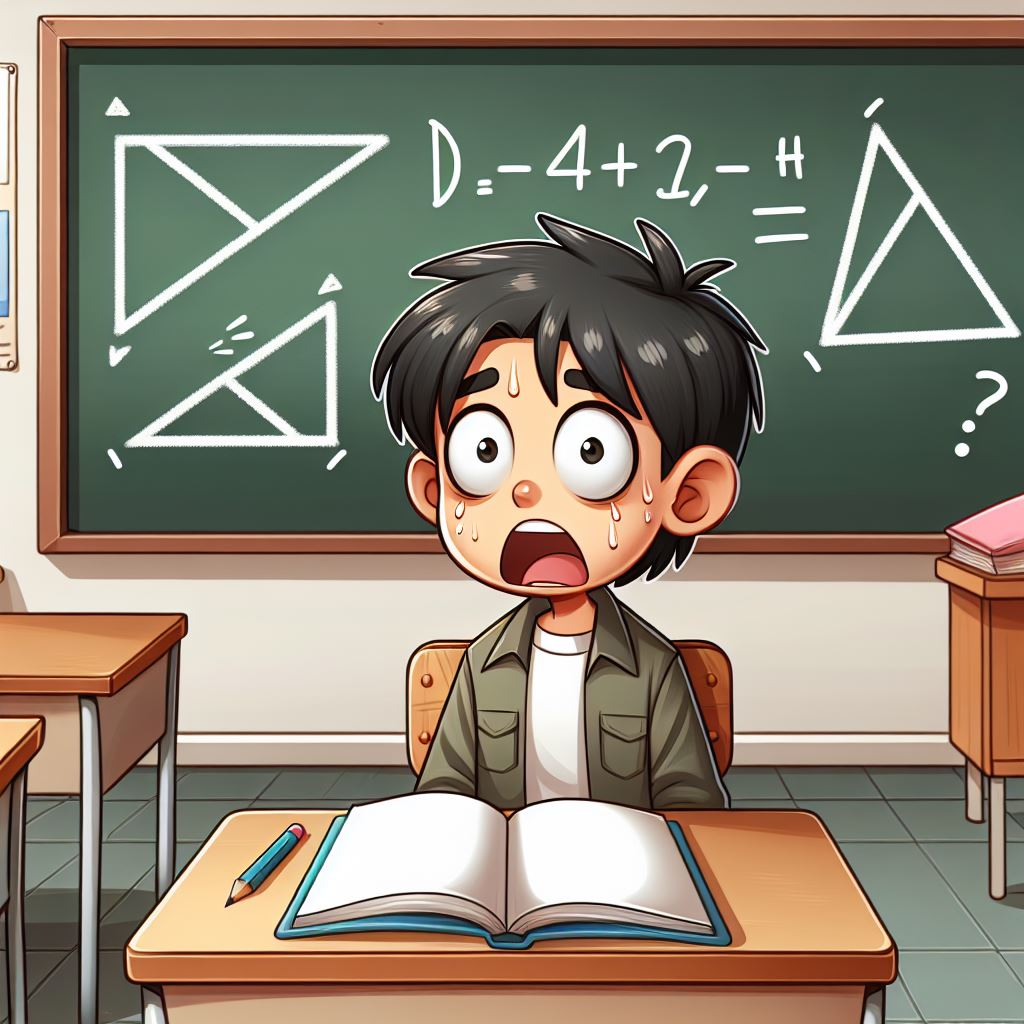 D = - 4 + 2, - H
=
?